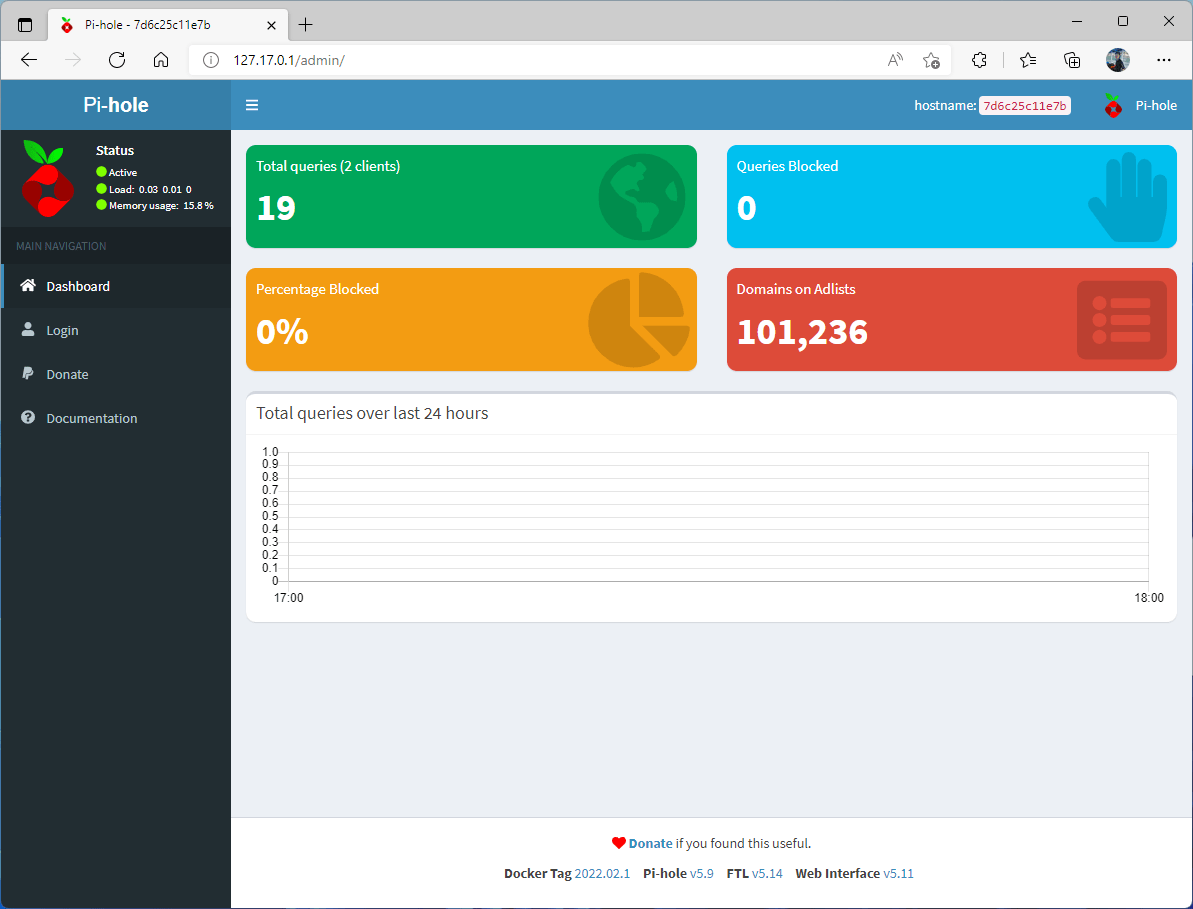 Pi-hole - 7d6c25c11e7b
127.17.0.1/admin/
Pi-hole
hostname: 7d6c25c11e7b
Pi-hole
Status
Active
Load: 0.03 0.01 0
Memory usage: 15.8 %
MAIN NAVIGATION
Dashboard
Login
Donate
Documentation
Total queries (2 clients)
19
Queries Blocked
0
Percentage Blocked
0%
Domains on Adlists
101,236
Total queries over last 24 hours
1.0
0.9
0.8
0.7
0.6
0.5
0.4
0.3
0.2
0.1
0
17:00
18:00
Donate if you found this useful.
Docker Tag 2022.02.1 Pi-hole v5.9 FTL v5.14 Web Interface v5.11